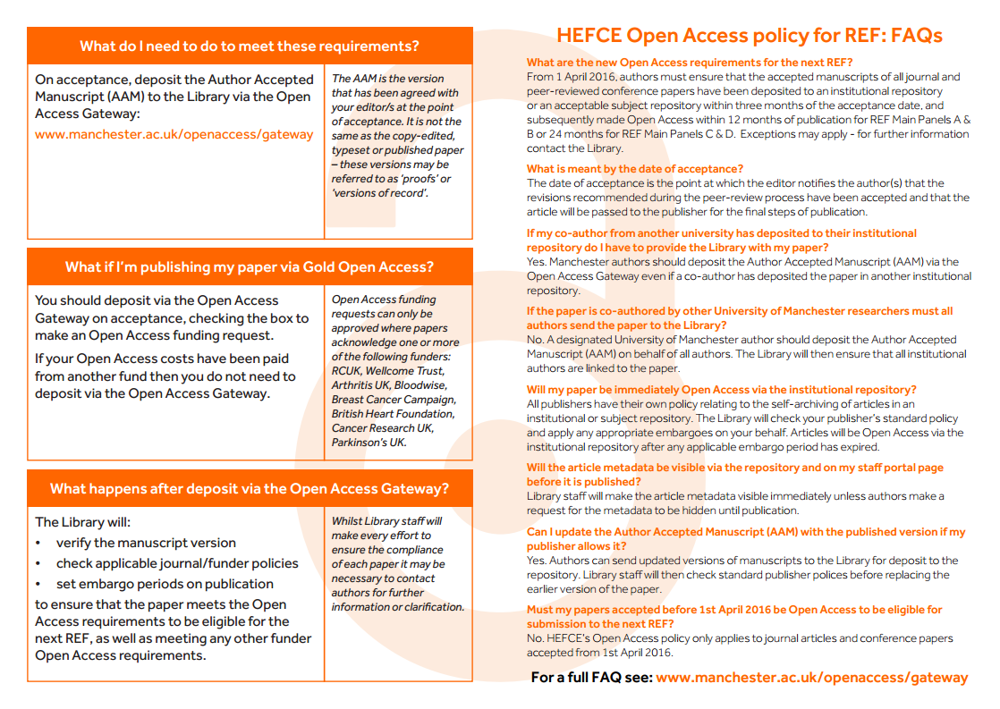 What do I need to do to meet these requirements?
On acceptance, deposit the Author Accepted
Manuscript (AAM) to the Library via the Open
Access Gateway:
www.manchester.ac.uk/openaccess/gateway
The AAM is the version
that has been agreed with
your editor/s at the point
of acceptance. It is not the
same as the copy-edited,
typeset or published paper
– these versions may be
referred to as ‘proofs’ or
‘versions of record’.
What if I’m publishing my paper via Gold Open Access?
You should deposit via the Open Access
Gateway on acceptance, checking the box to
make an Open Access funding request.
If your Open Access costs have been paid
from another fund then you do not need to
deposit via the Open Access Gateway.
Open Access funding
requests can only be
approved where papers
acknowledge one or more
of the following funders:
RCUK, Wellcome Trust,
Arthritis UK, Bloodwise,
Breast Cancer Campaign,
British Heart Foundation,
Cancer Research UK,
Parkinson’s UK.
What happens after deposit via the Open Access Gateway?
The Library will:
• verify the manuscript version
• check applicable journal/funder policies
• set embargo periods on publication
to ensure that the paper meets the Open
Access requirements to be eligible for the
next REF, as well as meeting any other funder
Open Access requirements.
Whilst Library staff will
make every effort to
ensure the compliance
of each paper it may be
necessary to contact
authors for further
information or clarification.
HEFCE Open Access policy for REF: FAQs
What are the new Open Access requirements for the next REF?
From 1 April 2016, authors must ensure that the accepted manuscripts of all journal and
peer-reviewed conference papers have been deposited to an institutional repository
or an acceptable subject repository within three months of the acceptance date, and
subsequently made Open Access within 12 months of publication for REF Main Panels A &
B or 24 months for REF Main Panels C & D. Exceptions may apply - for further information
contact the Library.
What is meant by the date of acceptance?
The date of acceptance is the point at which the editor notifies the author(s) that the
revisions recommended during the peer-review process have been accepted and that the
article will be passed to the publisher for the final steps of publication.
If my co-author from another university has deposited to their institutional
repository do I have to provide the Library with my paper?
Yes. Manchester authors should deposit the Author Accepted Manuscript (AAM) via the
Open Access Gateway even if a co-author has deposited the paper in another institutional
repository.
If the paper is co-authored by other University of Manchester researchers must all
authors send the paper to the Library?
No. A designated University of Manchester author should deposit the Author Accepted
Manuscript (AAM) on behalf of all authors. The Library will then ensure that all institutional
authors are linked to the paper.
Will my paper be immediately Open Access via the institutional repository?
All publishers have their own policy relating to the self-archiving of articles in an
institutional or subject repository. The Library will check your publisher’s standard policy
and apply any appropriate embargoes on your behalf. Articles will be Open Access via the
institutional repository after any applicable embargo period has expired.
Will the article metadata be visible via the repository and on my staff portal page
before it is published?
Library staff will make the article metadata visible immediately unless authors make a
request for the metadata to be hidden until publication.
Can I update the Author Accepted Manuscript (AAM) with the published version if my
publisher allows it?
Yes. Authors can send updated versions of manuscripts to the Library for deposit to the
repository. Library staff will then check standard publisher polices before replacing the
earlier version of the paper.
Must my papers accepted before 1st April 2016 be Open Access to be eligible for
submission to the next REF?
No. HEFCE’s Open Access policy only applies to journal articles and conference papers
accepted from 1st April 2016.
For a full FAQ see: www.manchester.ac.uk/openaccess/gateway